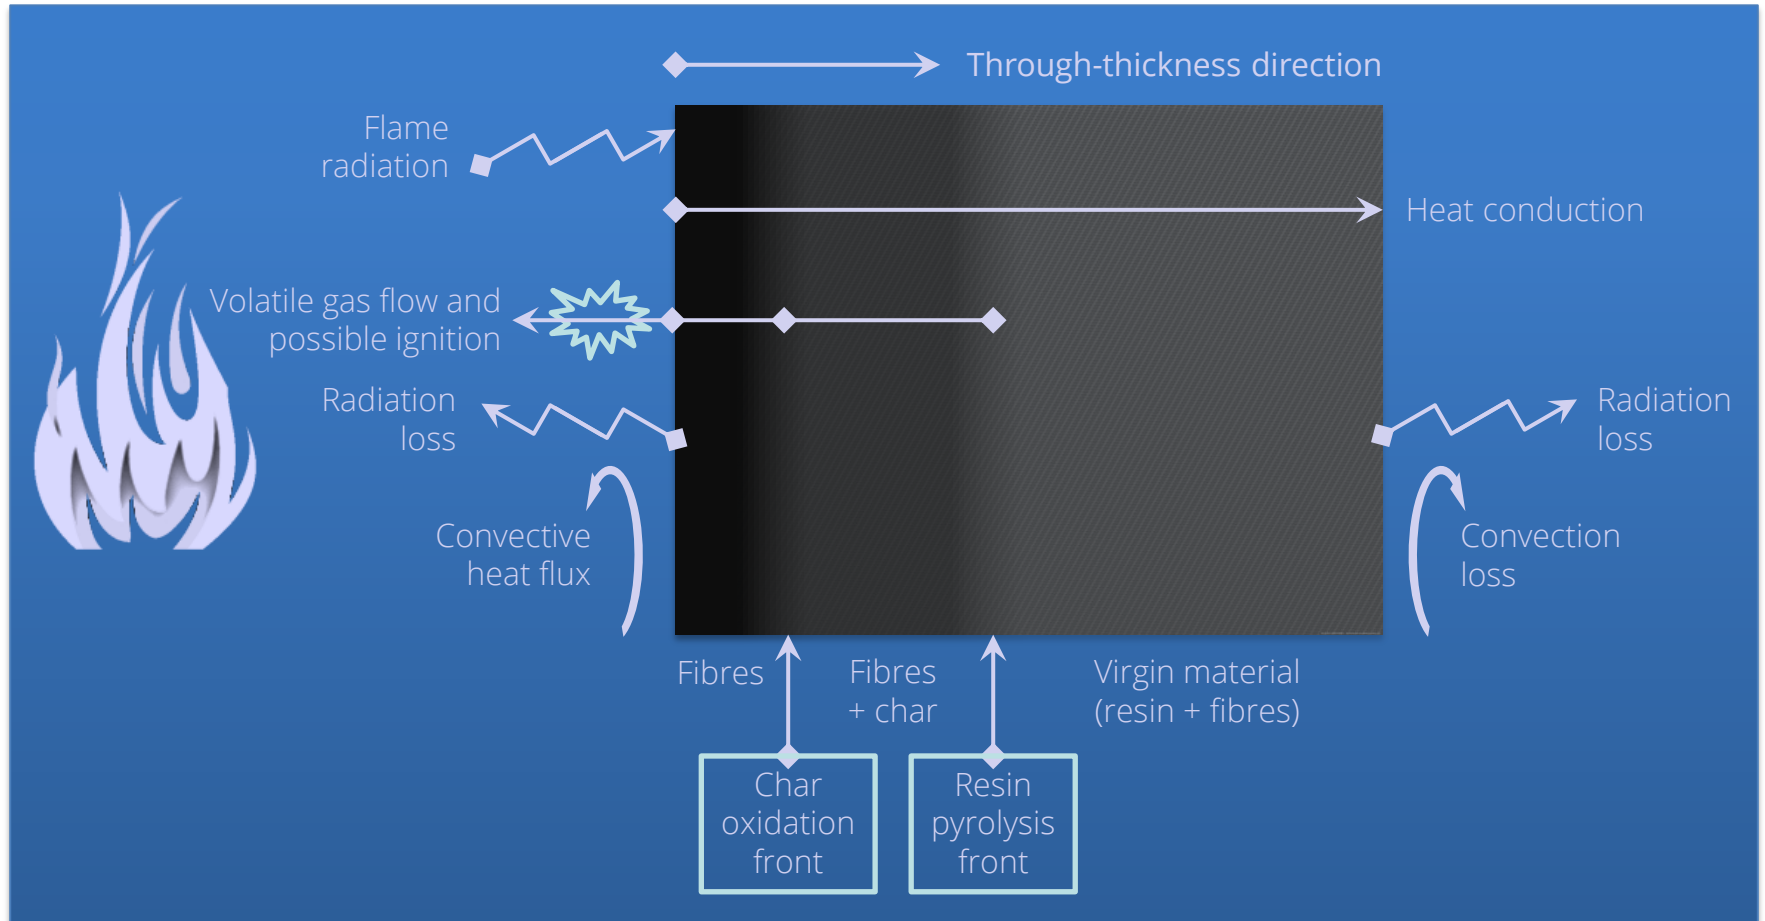 Through-thickness direction
Flame
radiation
Heat conduction
Volatile gas flow and
possible ignition
Radiation
loss
Radiation
loss
Convective
heat flux
Convection
loss
Fibres
Fibres
+ char
Virgin material
(resin + fibres)
Char
oxidation
front
Resin
pyrolysis
front